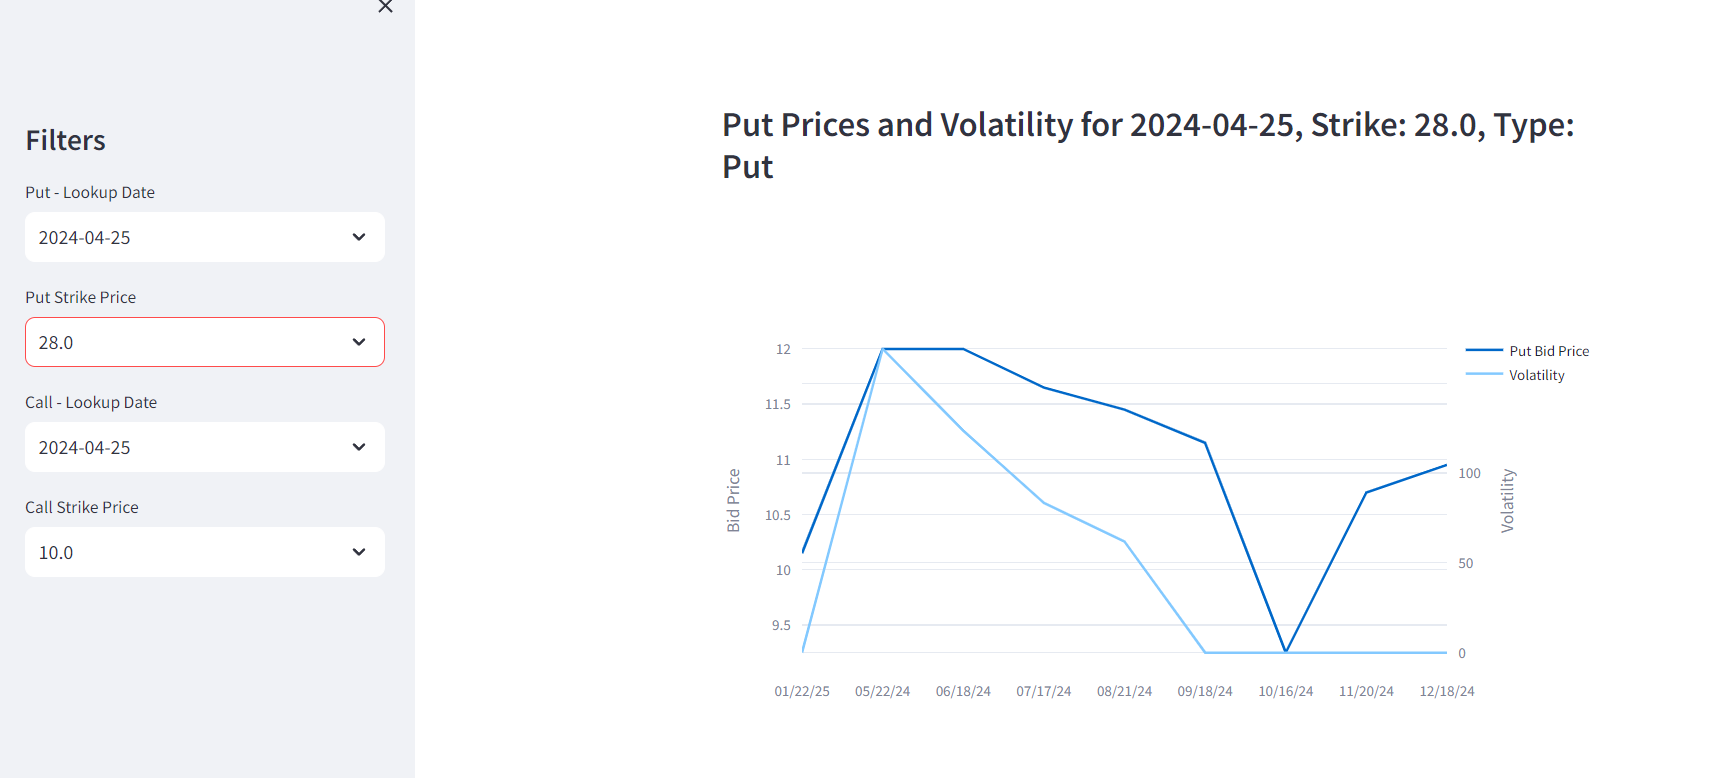 Filters
Put - Lookup Date
2024-04-25
Put Strike Price
28.0
Call - Lookup Date
2024-04-25
Call Strike Price
10.0
Put Prices and Volatility for 2024-04-25, Strike: 28.0, Type:
Put
12
11.5
11
10.5
10
9.5
Bid Price
100
50
0
Volatility
Put Bid Price
Volatility
01/22/25 05/22/24 06/18/24 07/17/24 08/21/24 09/18/24 10/16/24 11/20/24 12/18/24